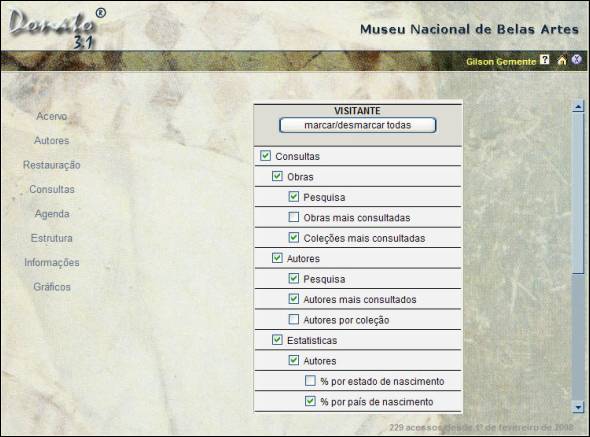 Donato®
3.1
Museu Nacional de Belas Artes
Gilson Gemente ? X
Acervo
Autores
Restauração
Consultas
Agenda
Estrutura
Informações
Gráficos
VISITANTE
marcar/desmarcar todas
Consultas
Obras
Pesquisa
Obras mais consultadas
Coleções mais consultadas
Autores
Pesquisa
Autores mais consultados
Autores por coleção
Estatisticas
Autores
% por estado de nascimento
% por país de nascimento
229 acessos desde 1º de fevereiro de 2008